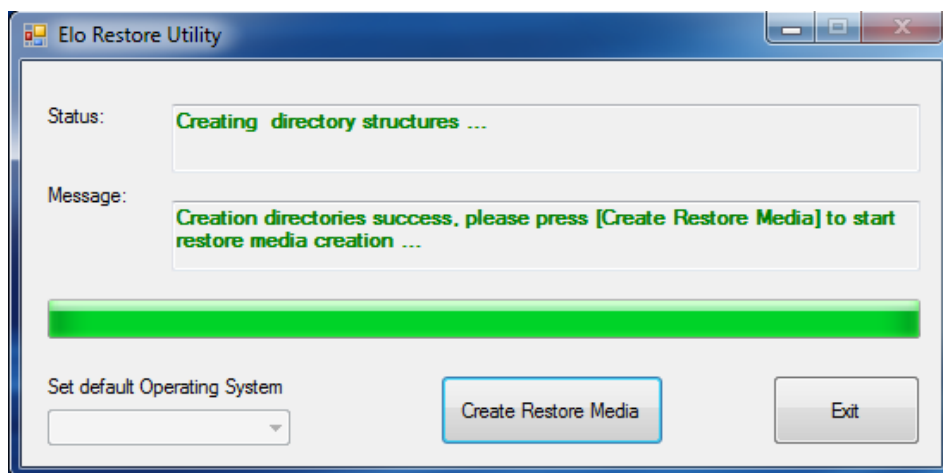 Elo Restore Utility
Status:
Creating  directory structures ...
Message:
Creation directories success, please press [Create Restore Media] to start
restore media creation ...
Set default Operating System
Create Restore Media
Exit